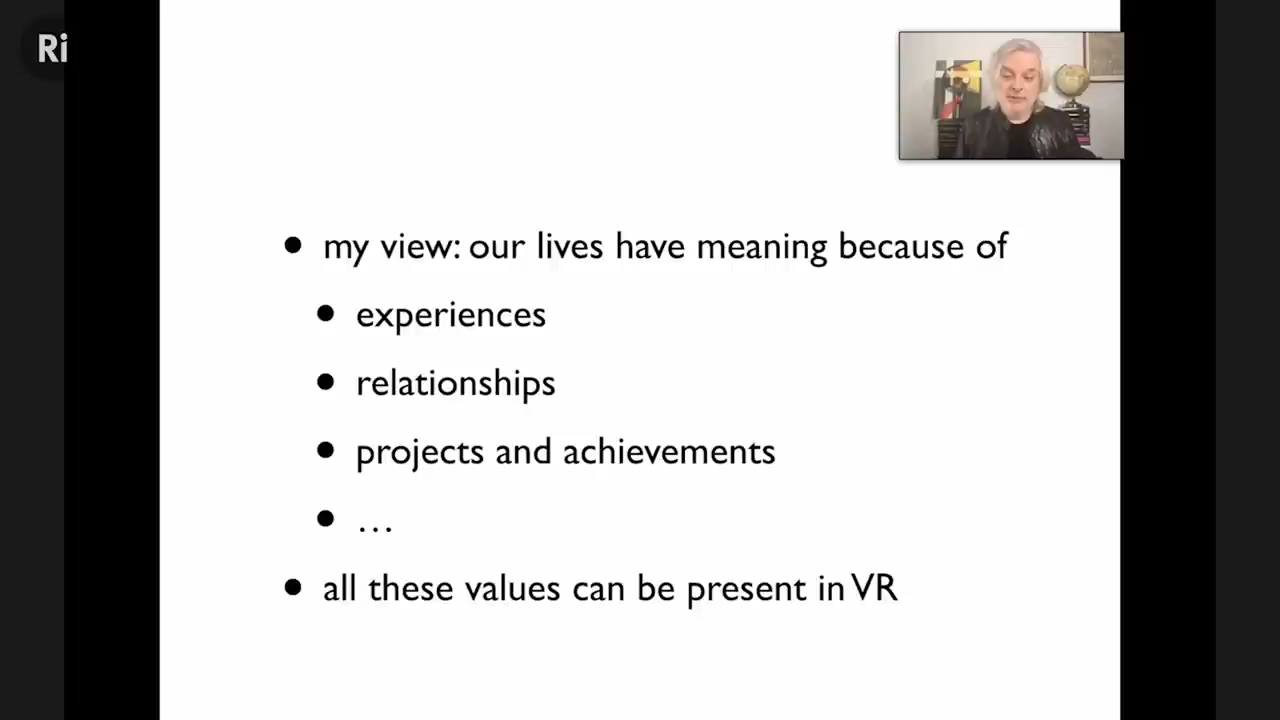 Ri
• my view: our lives have meaning because of
• experiences
• relationships
• projects and achievements
• …
• all these values can be present in VR